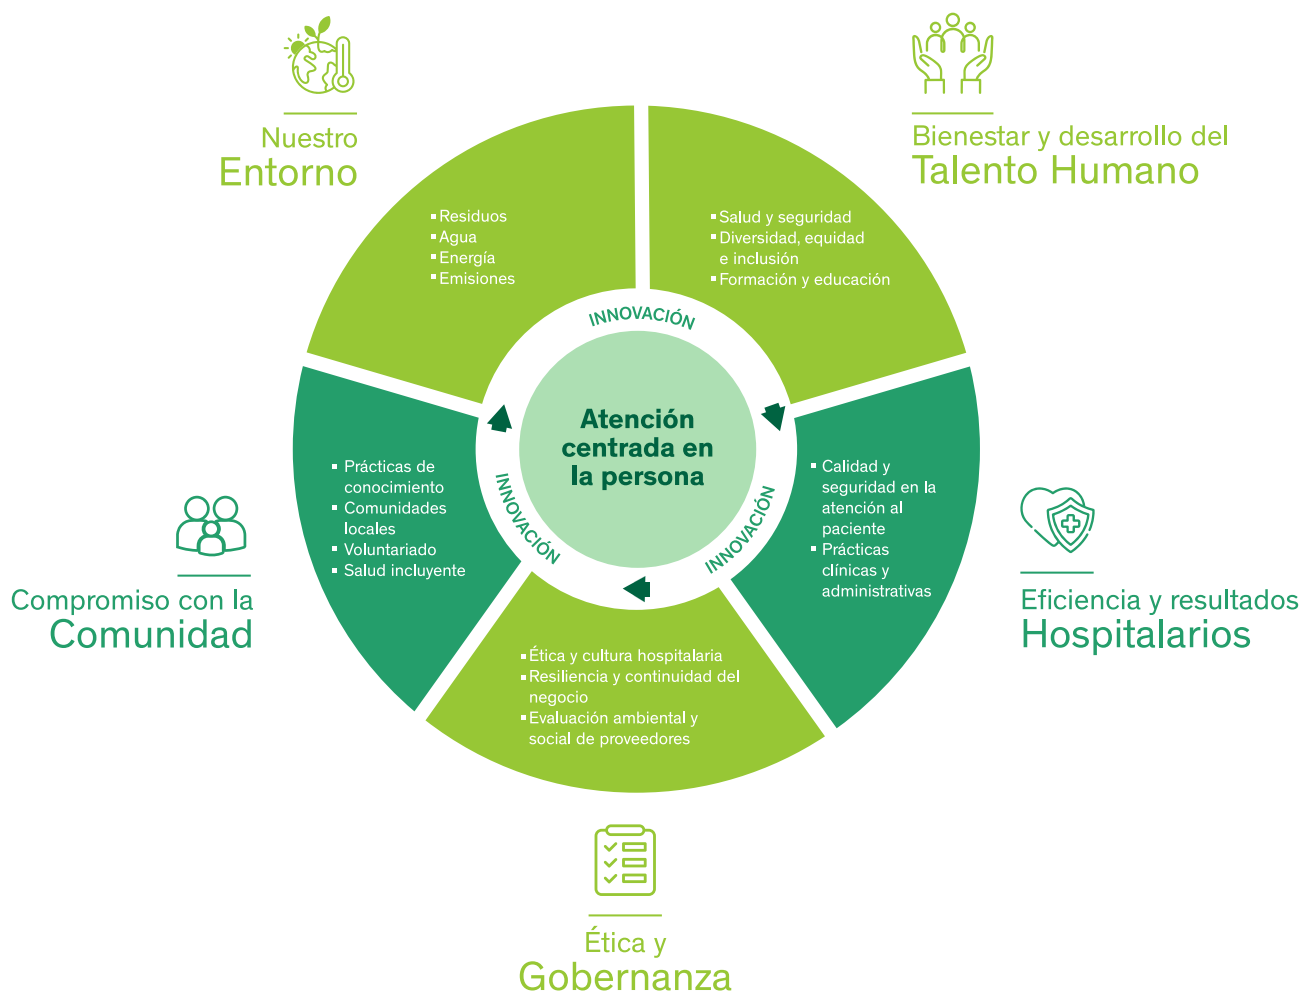 Nuestro
Entorno
Bienestar y desarrollo del
Talento Humano
▪ Residuos
▪ Agua
▪ Energía
▪ Emisiones
▪ Salud y seguridad
▪ Diversidad, equidad
e inclusión
▪ Formación y educación
INNOVACIÓN
Atención
centrada en
la persona
INNOVACIÓN
INNOVACIÓN
▪ Prácticas de
conocimiento
▪ Comunidades
locales
▪ Voluntariado
▪ Salud incluyente
▪ Calidad y
seguridad en la
atención al
paciente
▪ Prácticas
clínicas y
administrativas
Compromiso con la
Comunidad
Eficiencia y resultados
Hospitalarios
▪ Ética y cultura hospitalaria
▪ Resiliencia y continuidad del
negocio
▪ Evaluación ambiental y
social de proveedores
Ética y
Gobernanza